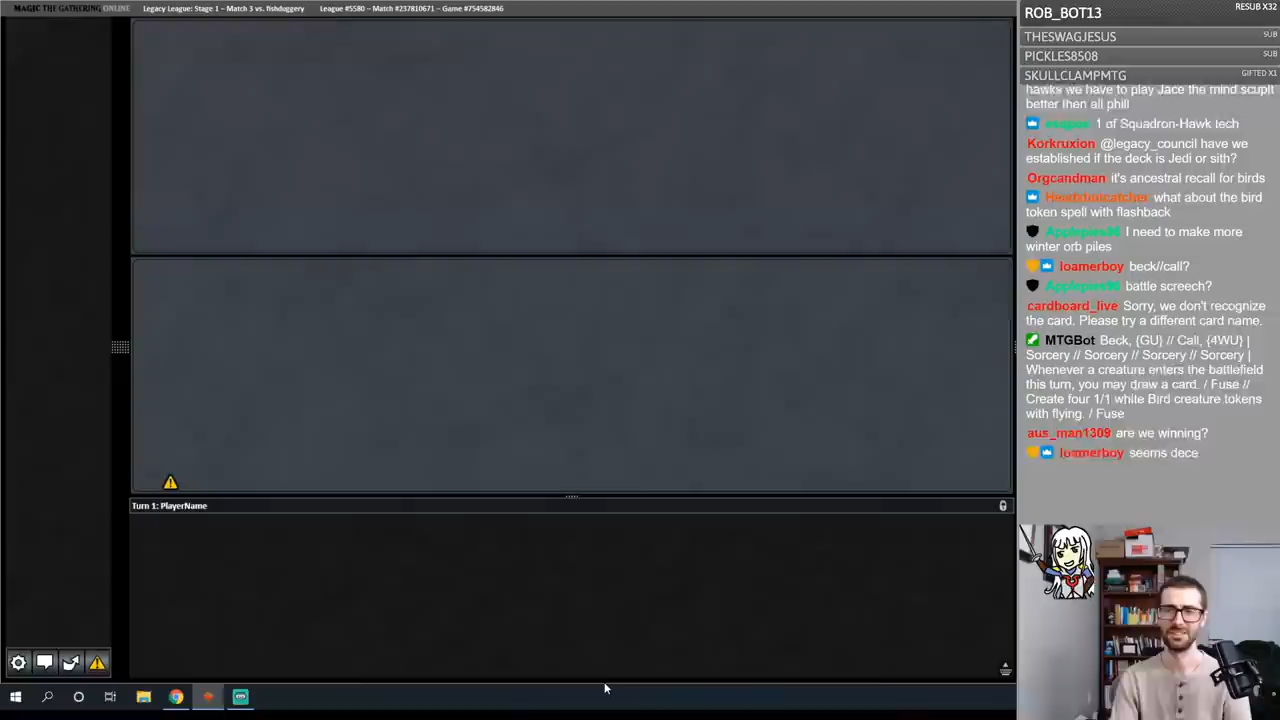 MAGIC THE GATHERING ONLINE
Legacy League: Stage 1 – Match 3 vs. fishduggery
League #5580 – Match #237810671 – Game #754582846
Turn 1: PlayerName
ROB_BOT13 RESUB X32
THESWAGJESUS SUB
PICKLES8508 SUB
SKULLCLAMPMTG GIFTED X1
hawks we have to play Jace the mind sculpt
better then all phill
1 of Squadron-Hawk tech
Korkruxion @legacy_council have we
established if the deck is Jedi or sith?
Orgcandman it's ancestral recall for birds
what about the bird
token spell with flashback
Applepies96 I need to make more
winter orb piles
loamerboy beck//call?
Applepies96 battle screech?
cardboard_live Sorry, we don't recognize
the card. Please try a different card name.
MTGBot Beck, {GU} // Call, {4WU} |
Sorcery // Sorcery // Sorcery // Sorcery |
Whenever a creature enters the battlefield
this turn, you may draw a card. / Fuse //
Create four 1/1 white Bird creature tokens
with flying. / Fuse
aus_man1309 are we winning?
loamerboy seems dece